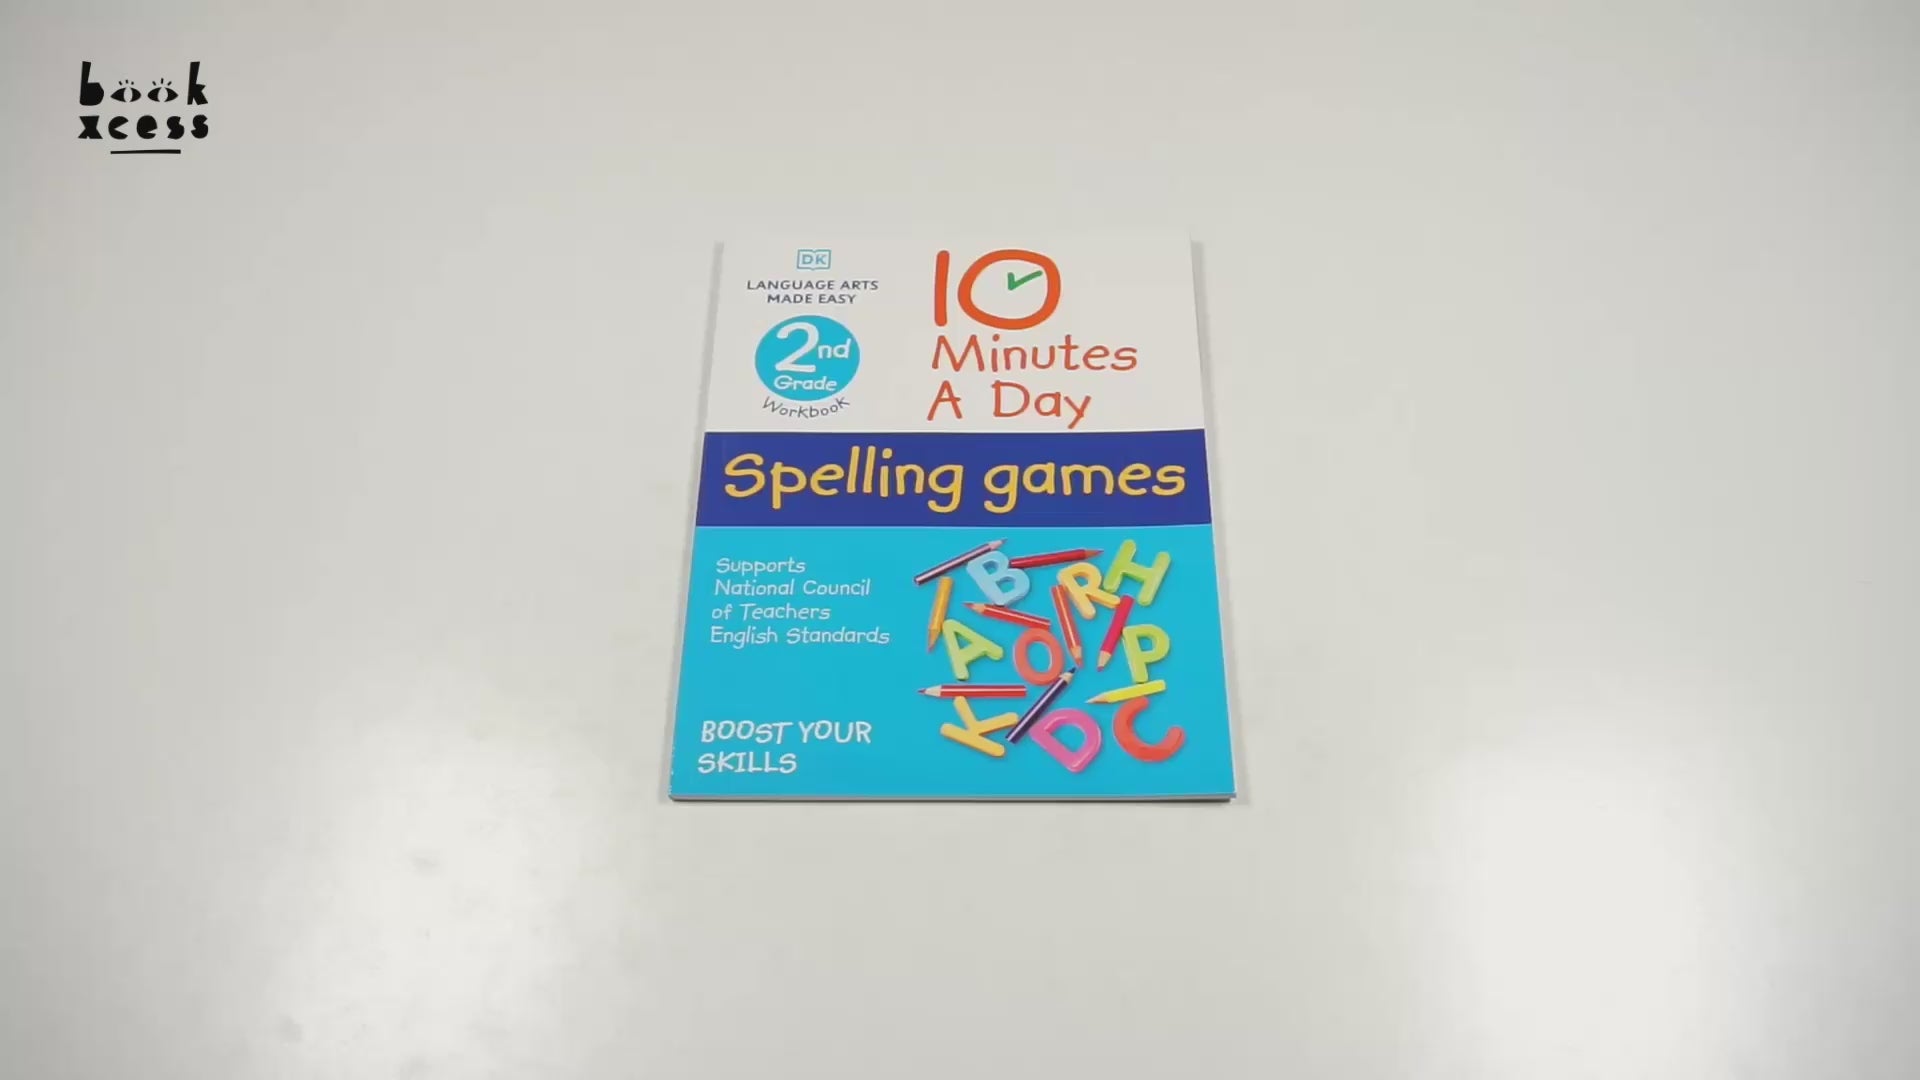 book
xcess
DK
LANGUAGE ARTS
MADE EASY
2nd
Grade
Workbook
10
Minutes
A Day
Spelling games
Supports
National Council
of Teachers
English Standards
BOOST YOUR
SKILLS
B
R
H
A
O
P
K
D
C